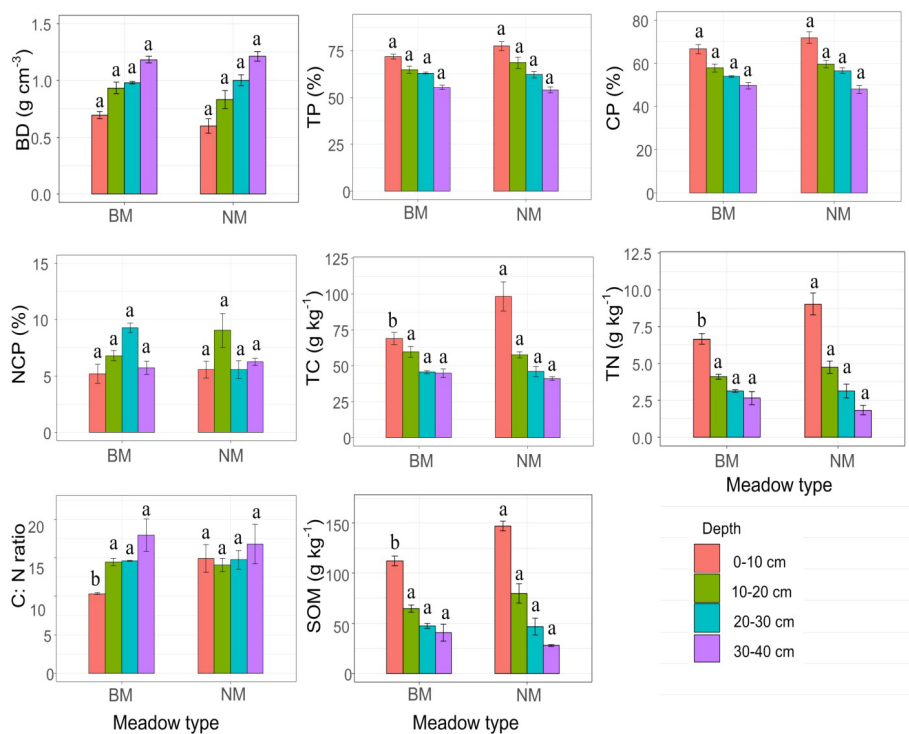 BD (g cm-3)
1.5
1.0
0.5
0.0
a a a a a a a a
BM NM
TP (%)
75
50
25
0
a a a a a a a a
BM NM
CP (%)
80
60
40
20
0
a a a a a a a a
BM NM
NCP (%)
15
10
5
0
a a a a a a a a
BM NM
TC (g kg-1)
125
100
75
50
25
0
b a a a a a a a
BM NM
TN (g kg-1)
12.5
10.0
7.5
5.0
2.5
0.0
b a a a a a a a
BM NM
Meadow type
C: N ratio
20
15
10
5
0
b a a a a a a a
BM NM
Meadow type
SOM (g kg-1)
150
100
50
0
b a a a a a a a
BM NM
Meadow type
Depth
0-10 cm
10-20 cm
20-30 cm
30-40 cm